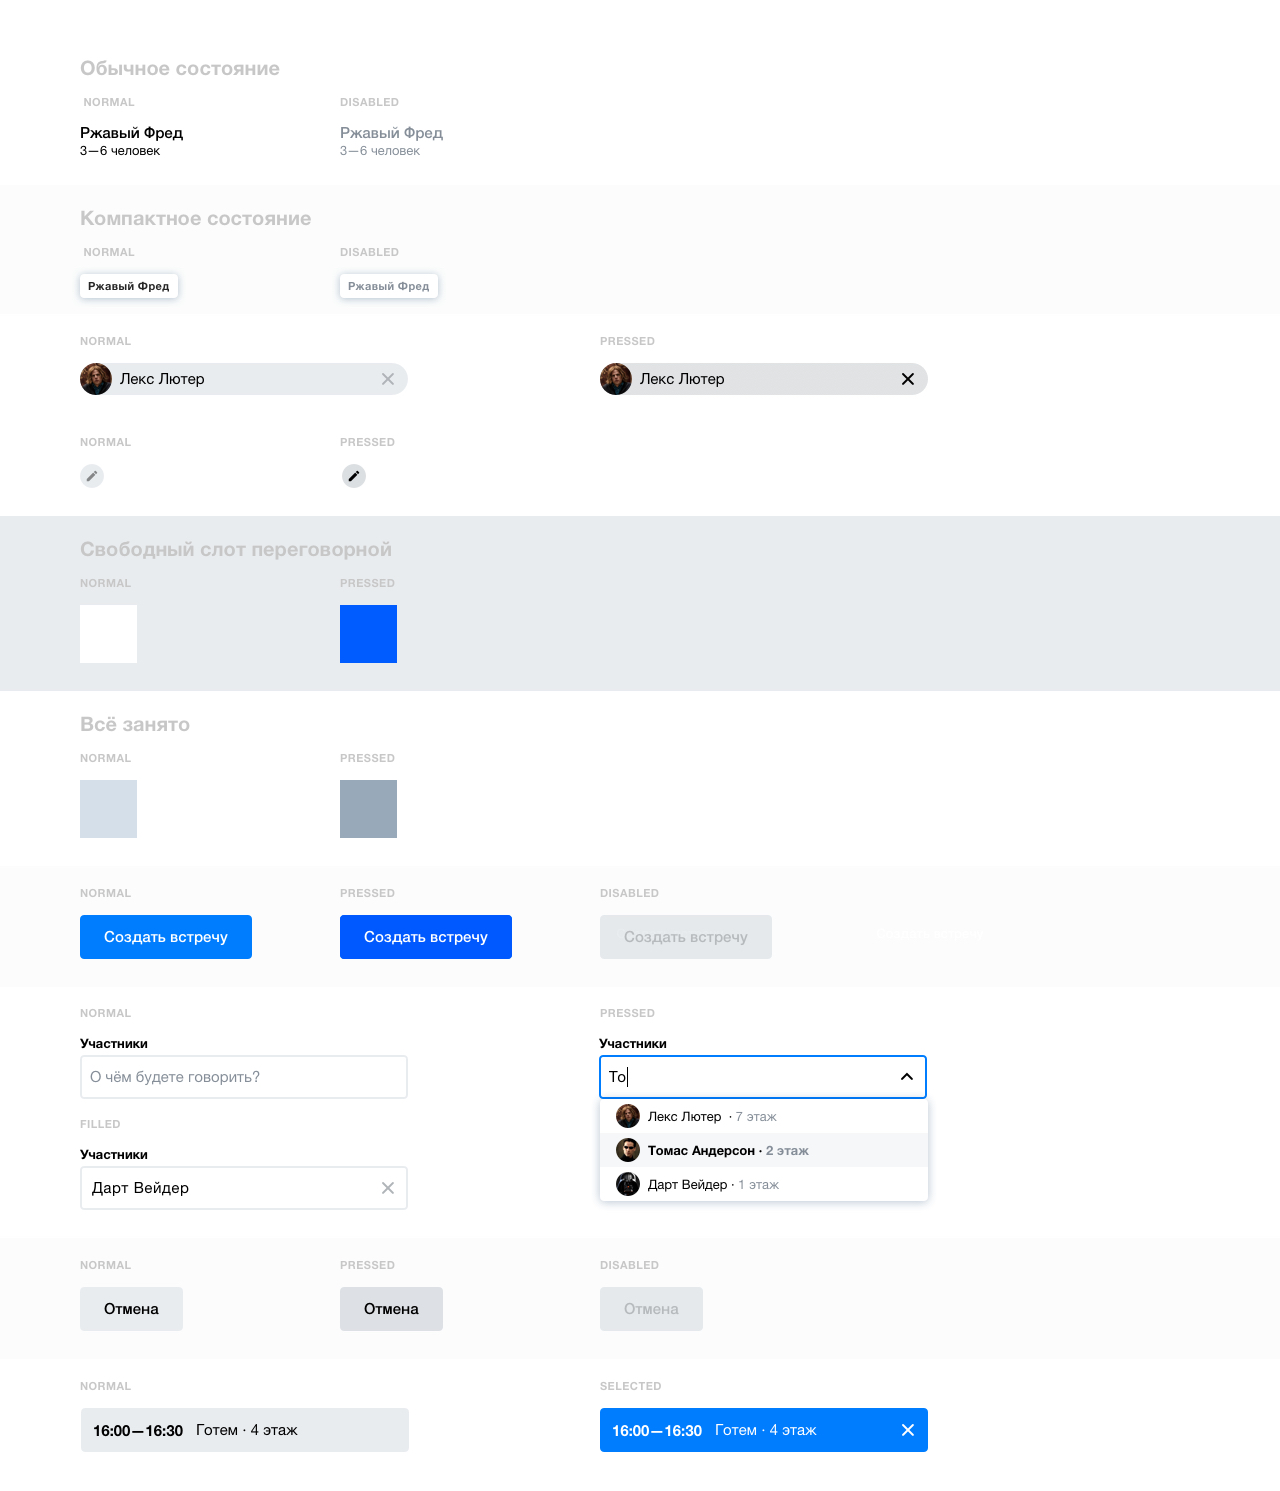 Обычное состояние
NORMAL DISABLED
Ржавый Фред Ржавый Фред
3—6 человек 3—6 человек
Компактное состояние
NORMAL DISABLED
Ржавый Фред Ржавый Фред
NORMAL PRESSED
Лекс Лютер Лекс Лютер
NORMAL PRESSED
Свободный слот переговорной
NORMAL PRESSED
Всё занято
NORMAL PRESSED
NORMAL PRESSED DISABLED
Создать встречу Создать встречу Создать встречу
NORMAL PRESSED
Участники Участники
О чём будете говорить? То
Лекс Лютер · 7 этаж
FILLED
Томас Андерсон · 2 этаж
Участники
Дарт Вейдер Дарт Вейдер · 1 этаж
NORMAL PRESSED DISABLED
Отмена Отмена Отмена
NORMAL SELECTED
16:00—16:30 Готем · 4 этаж 16:00—16:30 Готем · 4 этаж